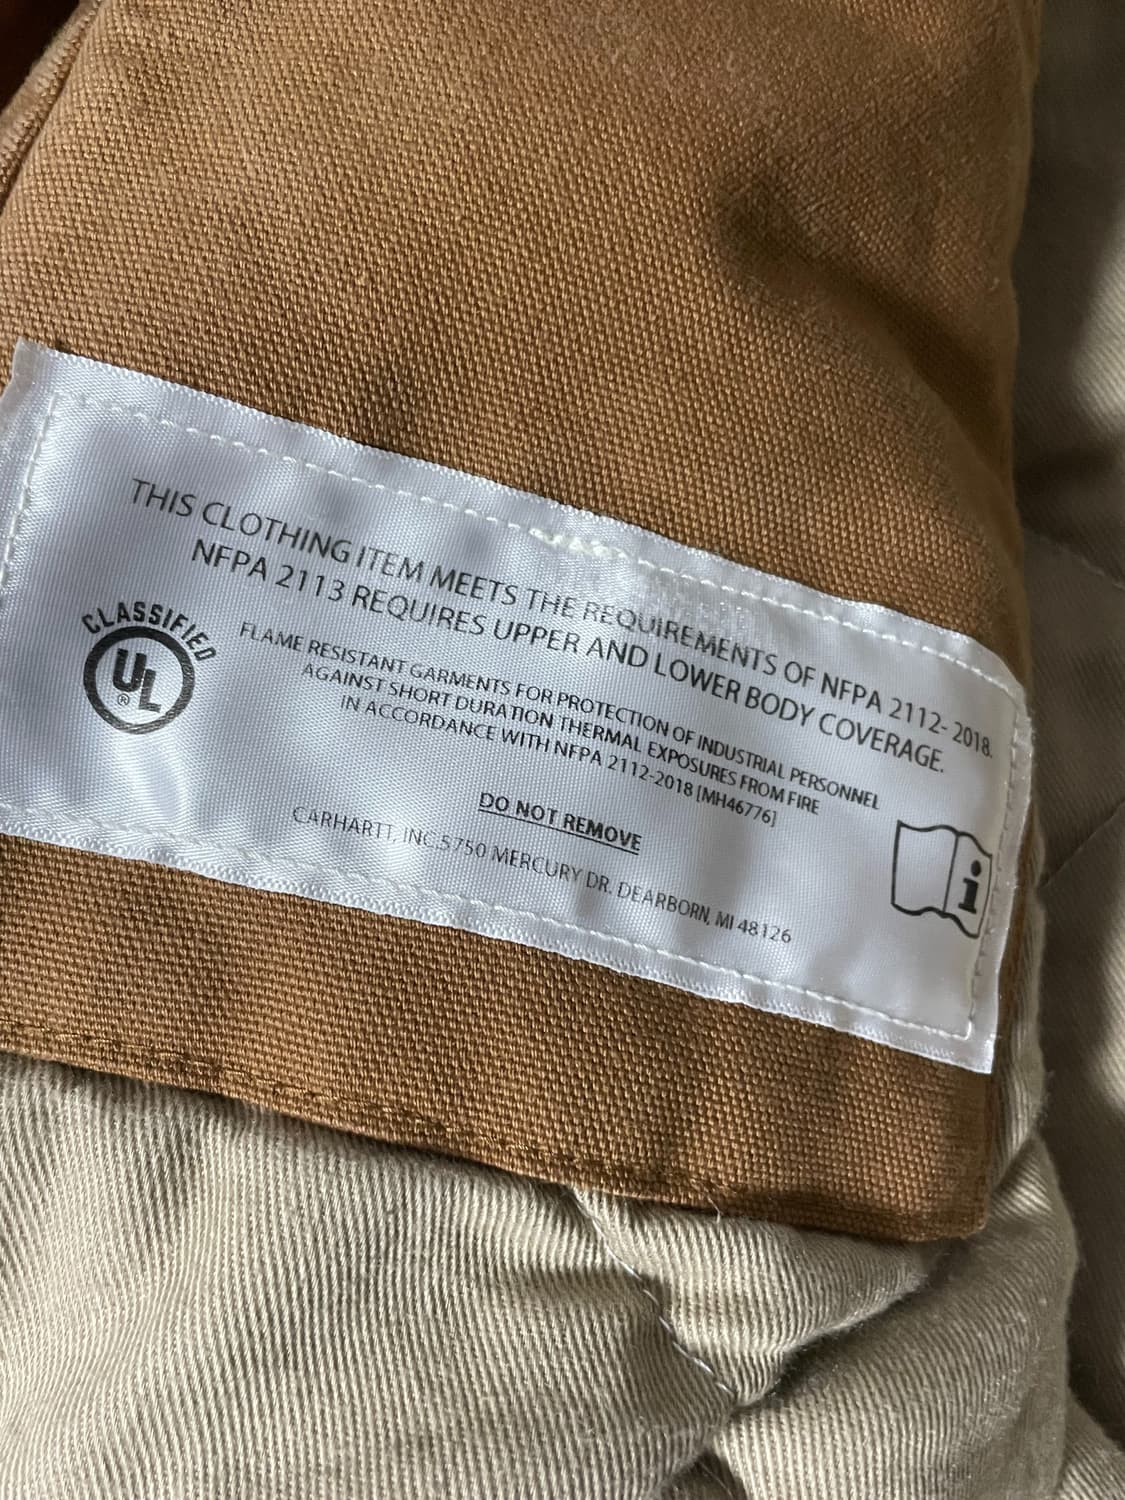 THIS CLOTHING ITEM MEETS THE REQUIREMENTS OF NFPA 2112- 2018.
NFPA 2113 REQUIRES UPPER AND LOWER BODY COVERAGE.
CLASSIFIED
UL
®
FLAME RESISTANT GARMENTS FOR PROTECTION OF INDUSTRIAL PERSONNEL
AGAINST SHORT DURATION THERMAL EXPOSURES FROM FIRE
IN ACCORDANCE WITH NFPA 2112-2018 [MH46776]
DO NOT REMOVE
CARHARTT, INC.5750 MERCURY DR. DEARBORN, MI 48126
i